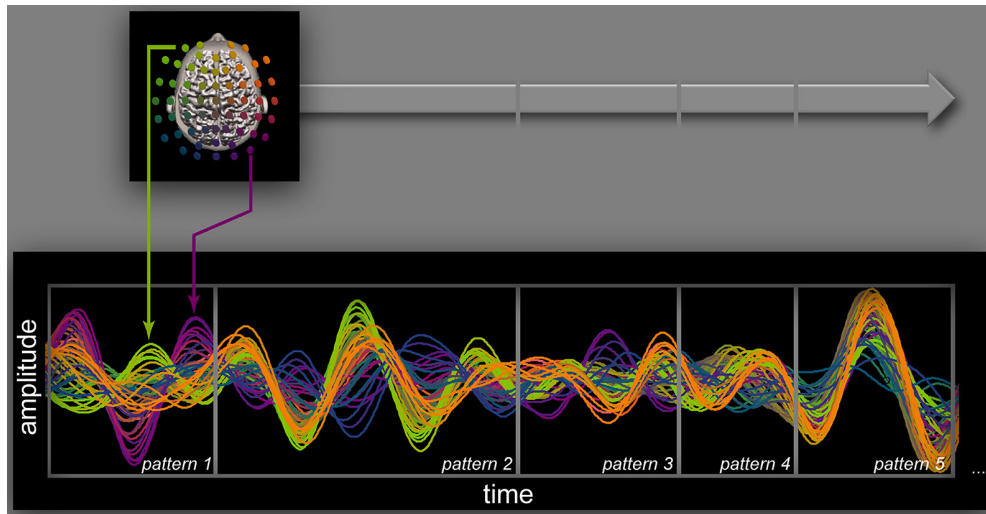 amplitude
pattern 1
pattern 2
pattern 3
pattern 4
pattern 5
...
time